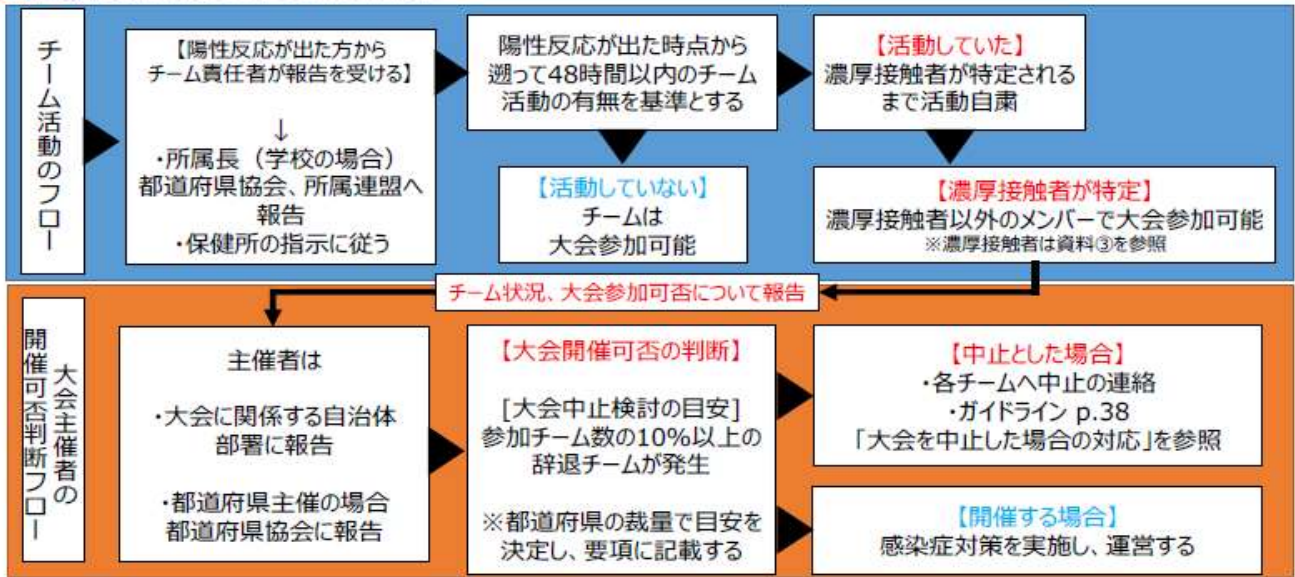 チーム活動のフロー
【陽性反応が出た方から
チーム責任者が報告を受ける】
↓
・所属長（学校の場合）
都道府県協会、所属連盟へ
報告
・保健所の指示に従う
陽性反応が出た時点から
遡って48時間以内のチーム
活動の有無を基準とする
【活動していない】
チームは
大会参加可能
【活動していた】
濃厚接触者が特定される
まで活動自粛
【濃厚接触者が特定】
濃厚接触者以外のメンバーで大会参加可能
※濃厚接触者は資料③を参照
チーム状況、大会参加可否について報告
大会主催者の
開催可否判断フロー
主催者は
・大会に関係する自治体
部署に報告
・都道府県主催の場合
都道府県協会に報告
【大会開催可否の判断】
[大会中止検討の目安]
参加チーム数の10%以上の
辞退チームが発生
※都道府県の裁量で目安を
決定し、要項に記載する
【中止とした場合】
・各チームへ中止の連絡
・ガイドライン p.38
「大会を中止した場合の対応」を参照
【開催する場合】
感染症対策を実施し、運営する